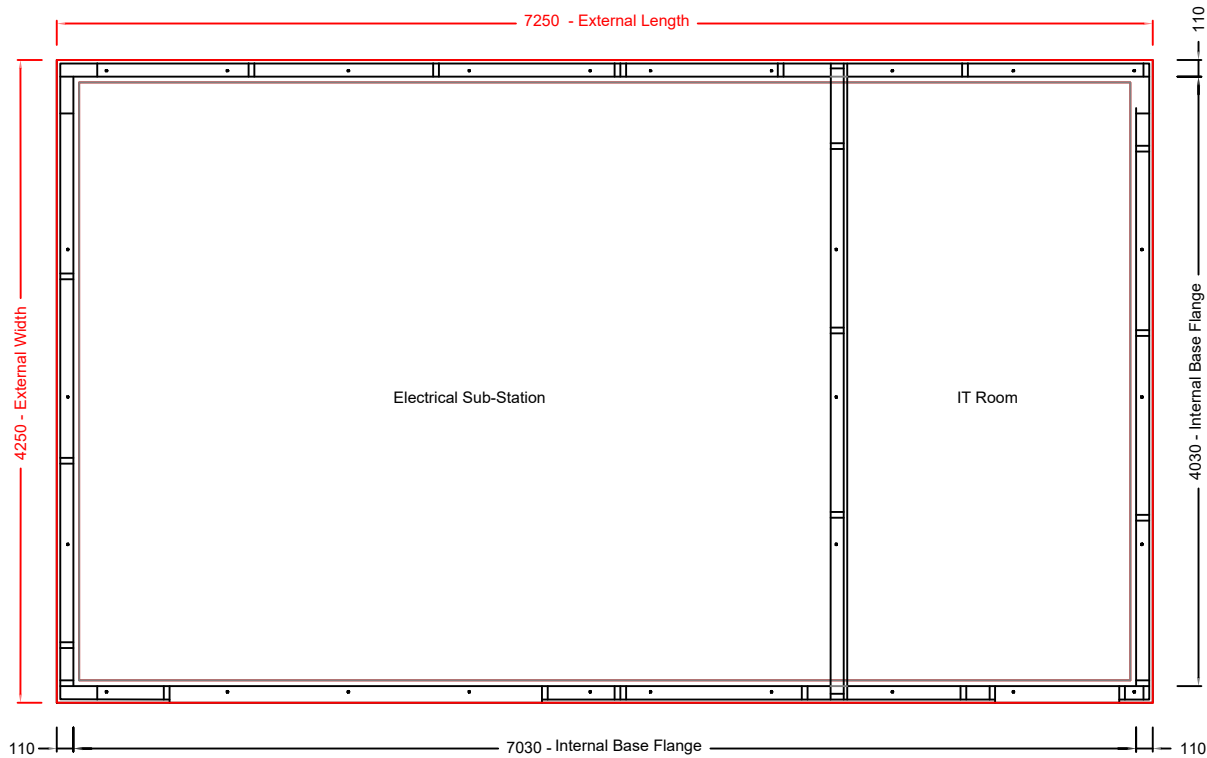 7250 - External Length
110
4250 - External Width
Electrical Sub-Station
IT Room
4030 - Internal Base Flange
110
7030 - Internal Base Flange
110